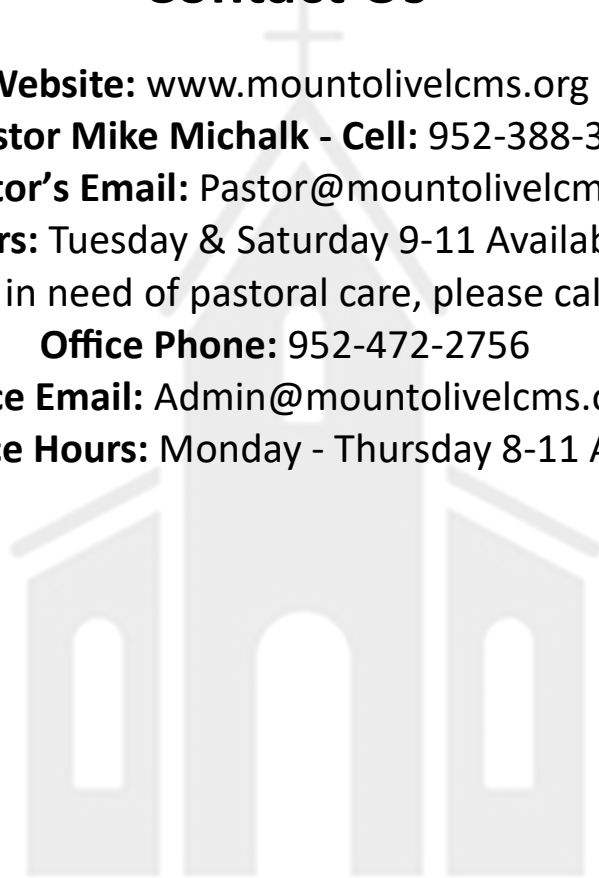 Contact Us
Website: www.mountolivelcms.org
stor Mike Michalk - Cell: 952-388-3
tor's Email: Pastor@mountolivelcm
rs: Tuesday & Saturday 9-11 Availab
in need of pastoral care, please cal
Office Phone: 952-472-2756
ce Email: Admin@mountolivelcms.o
ce Hours: Monday - Thursday 8-11 A